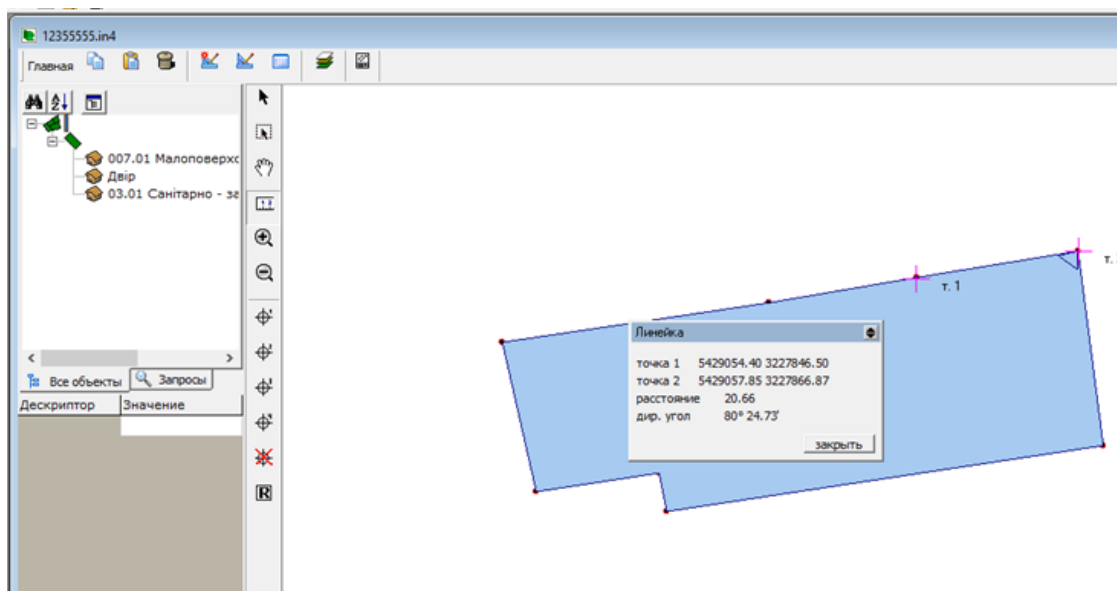 12355555.in4
Главная
007.01 Малоповерхо
Двір
03.01 Санітарно - за
Все объекты Запросы
Дескриптор Значение
т. 1
т.
Линейка
точка 1 5429054.40 3227846.50
точка 2 5429057.85 3227866.87
расстояние 20.66
дир. угол 80° 24.73'
закрыть
R